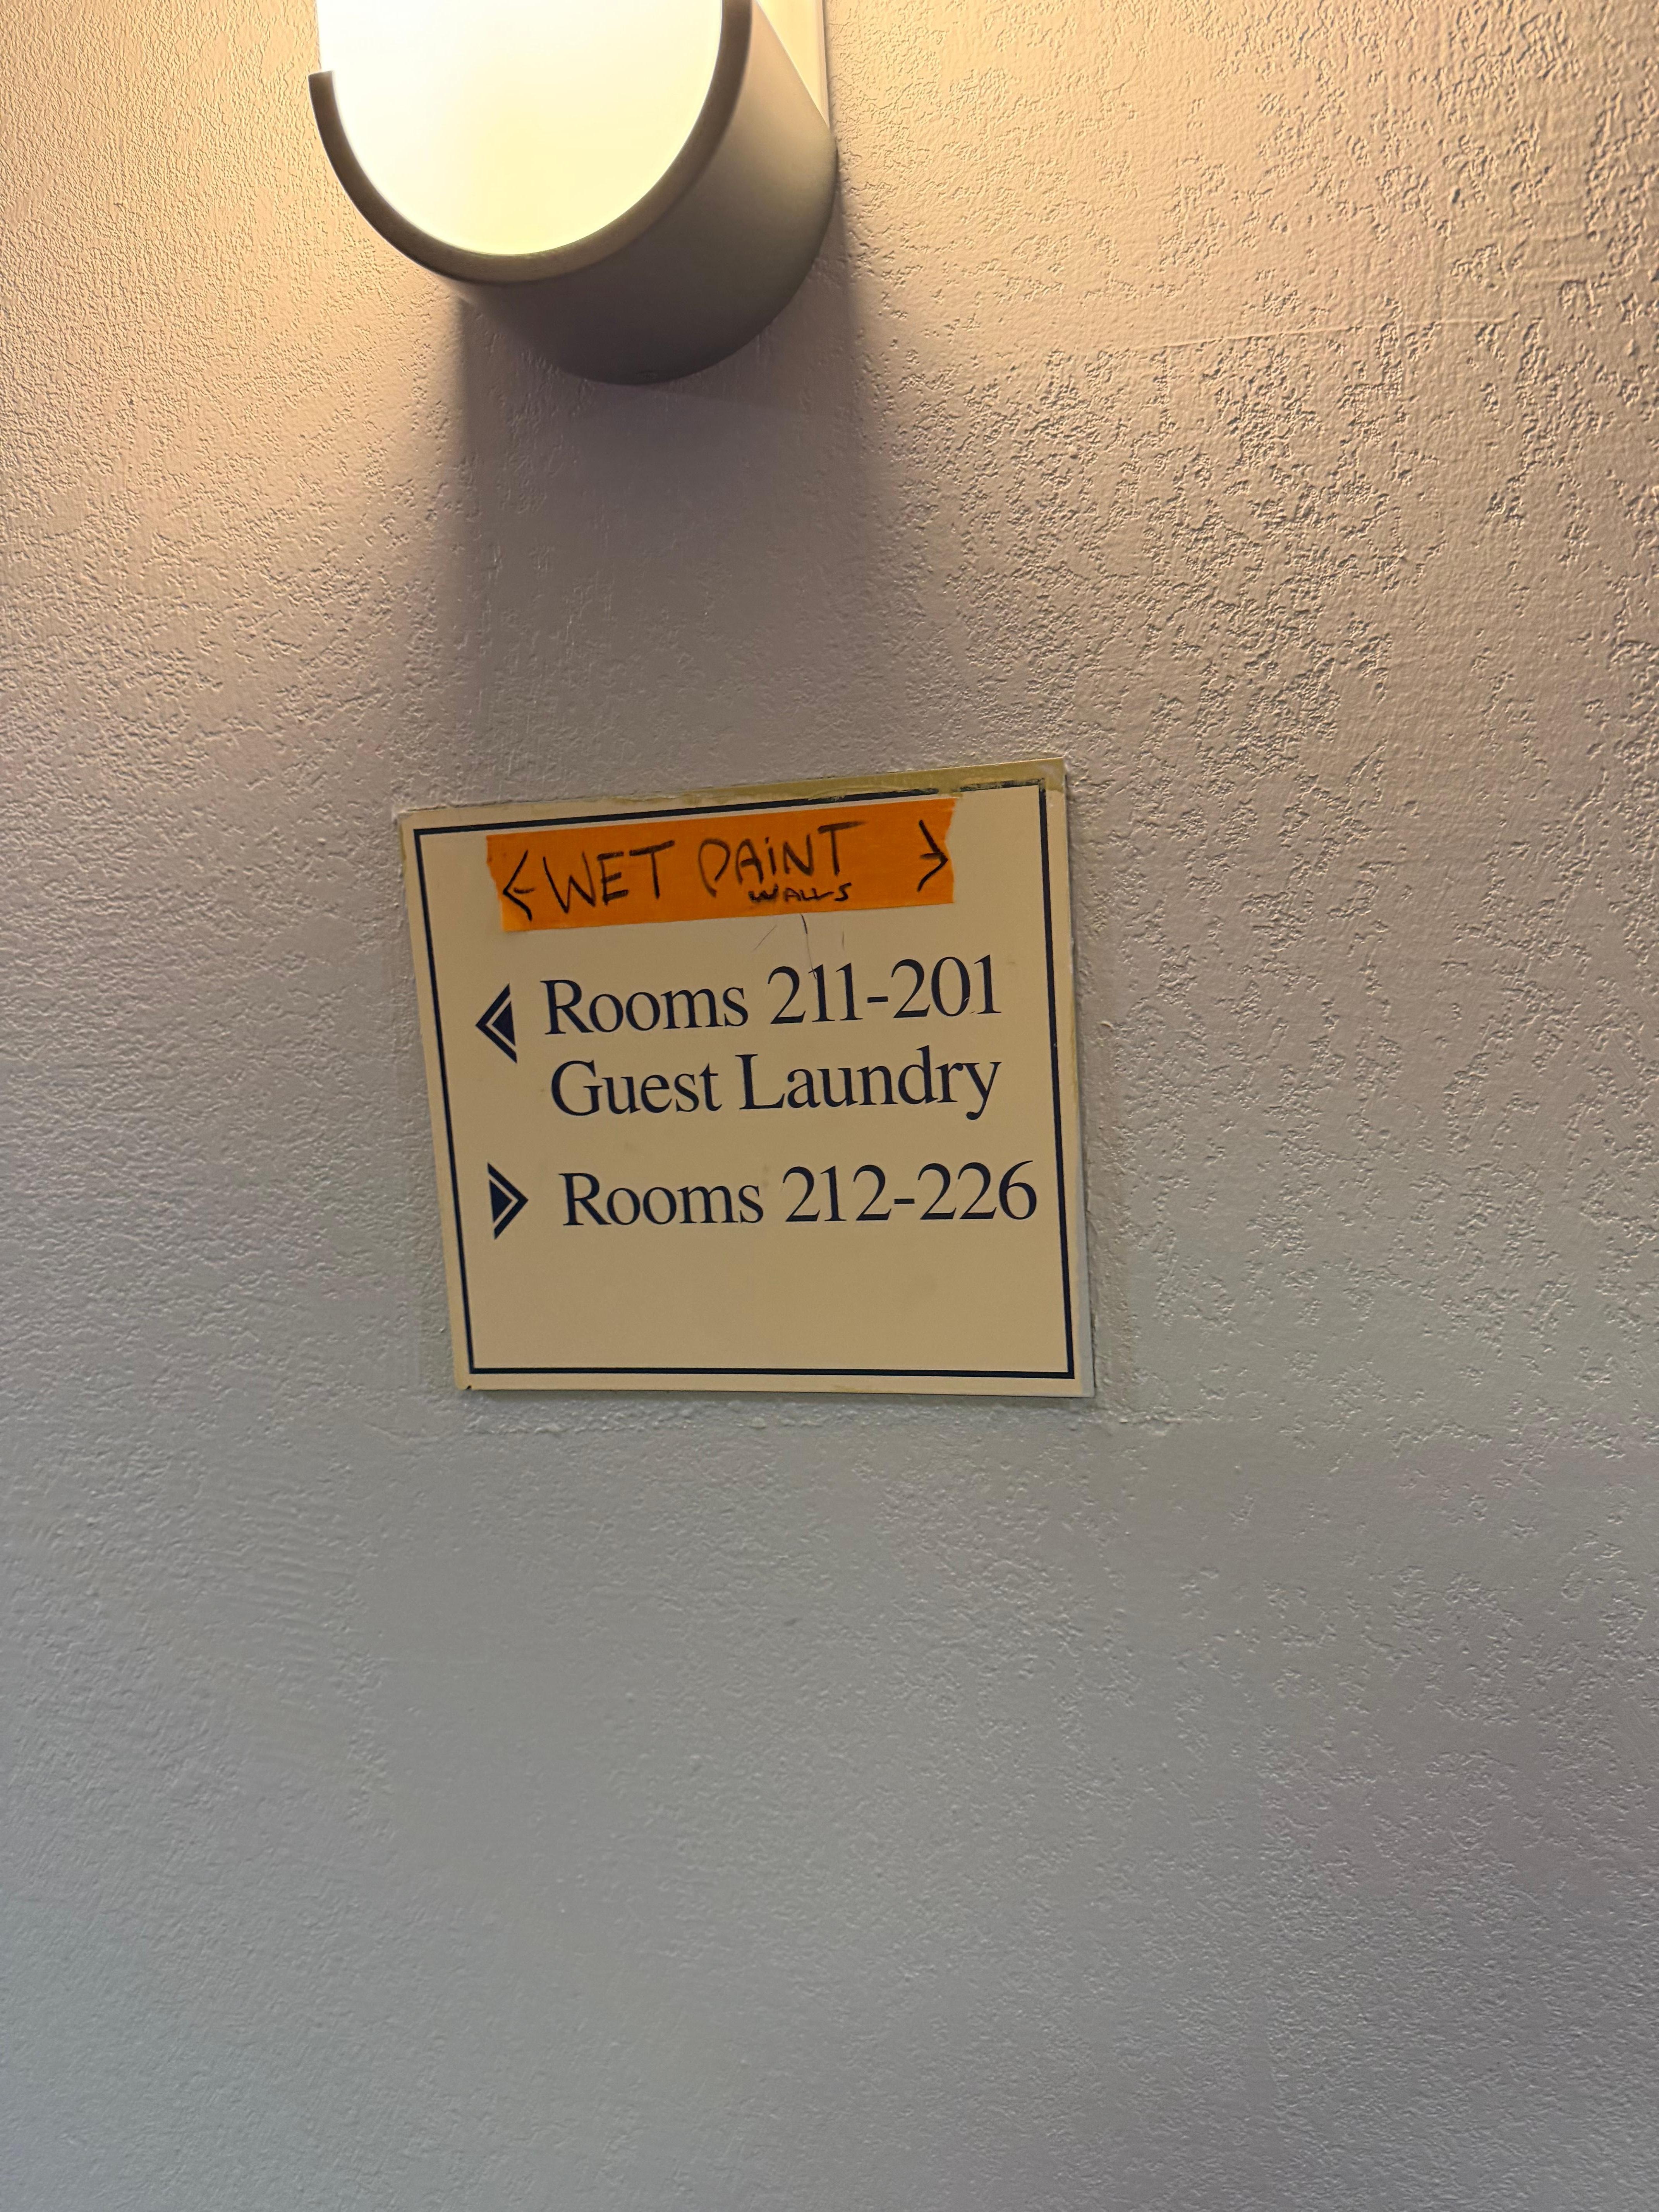 < WET PAiNT >
WALLS
Rooms 211-201
Guest Laundry
Rooms 212-226